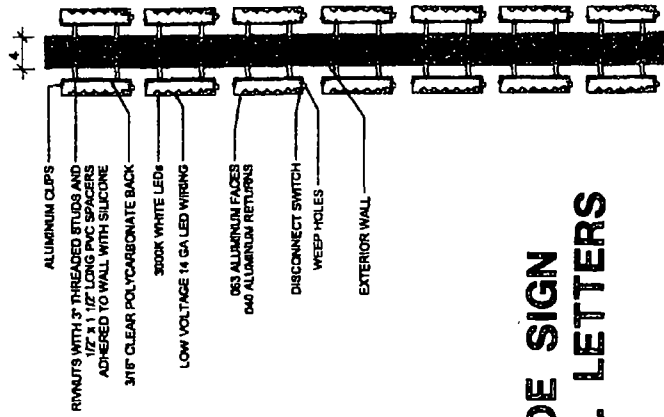 4
ALUMINUM CLIPS
RIVNUTS WITH 3" THREADED STUDS AND
1/2" x 1 1/2" LONG PVC SPACERS
ADHERED TO WALL WITH SILICONE
3/16" CLEAR POLYCARBONATE BACK
3000K WHITE LEDs
LOW VOLTAGE 14 GA LED WIRING
063 ALUMINUM FACES
040 ALUMINUM RETURNS
DISCONNECT SWITCH
WEEP HOLES
EXTERIOR WALL
DE SIGN
LETTERS